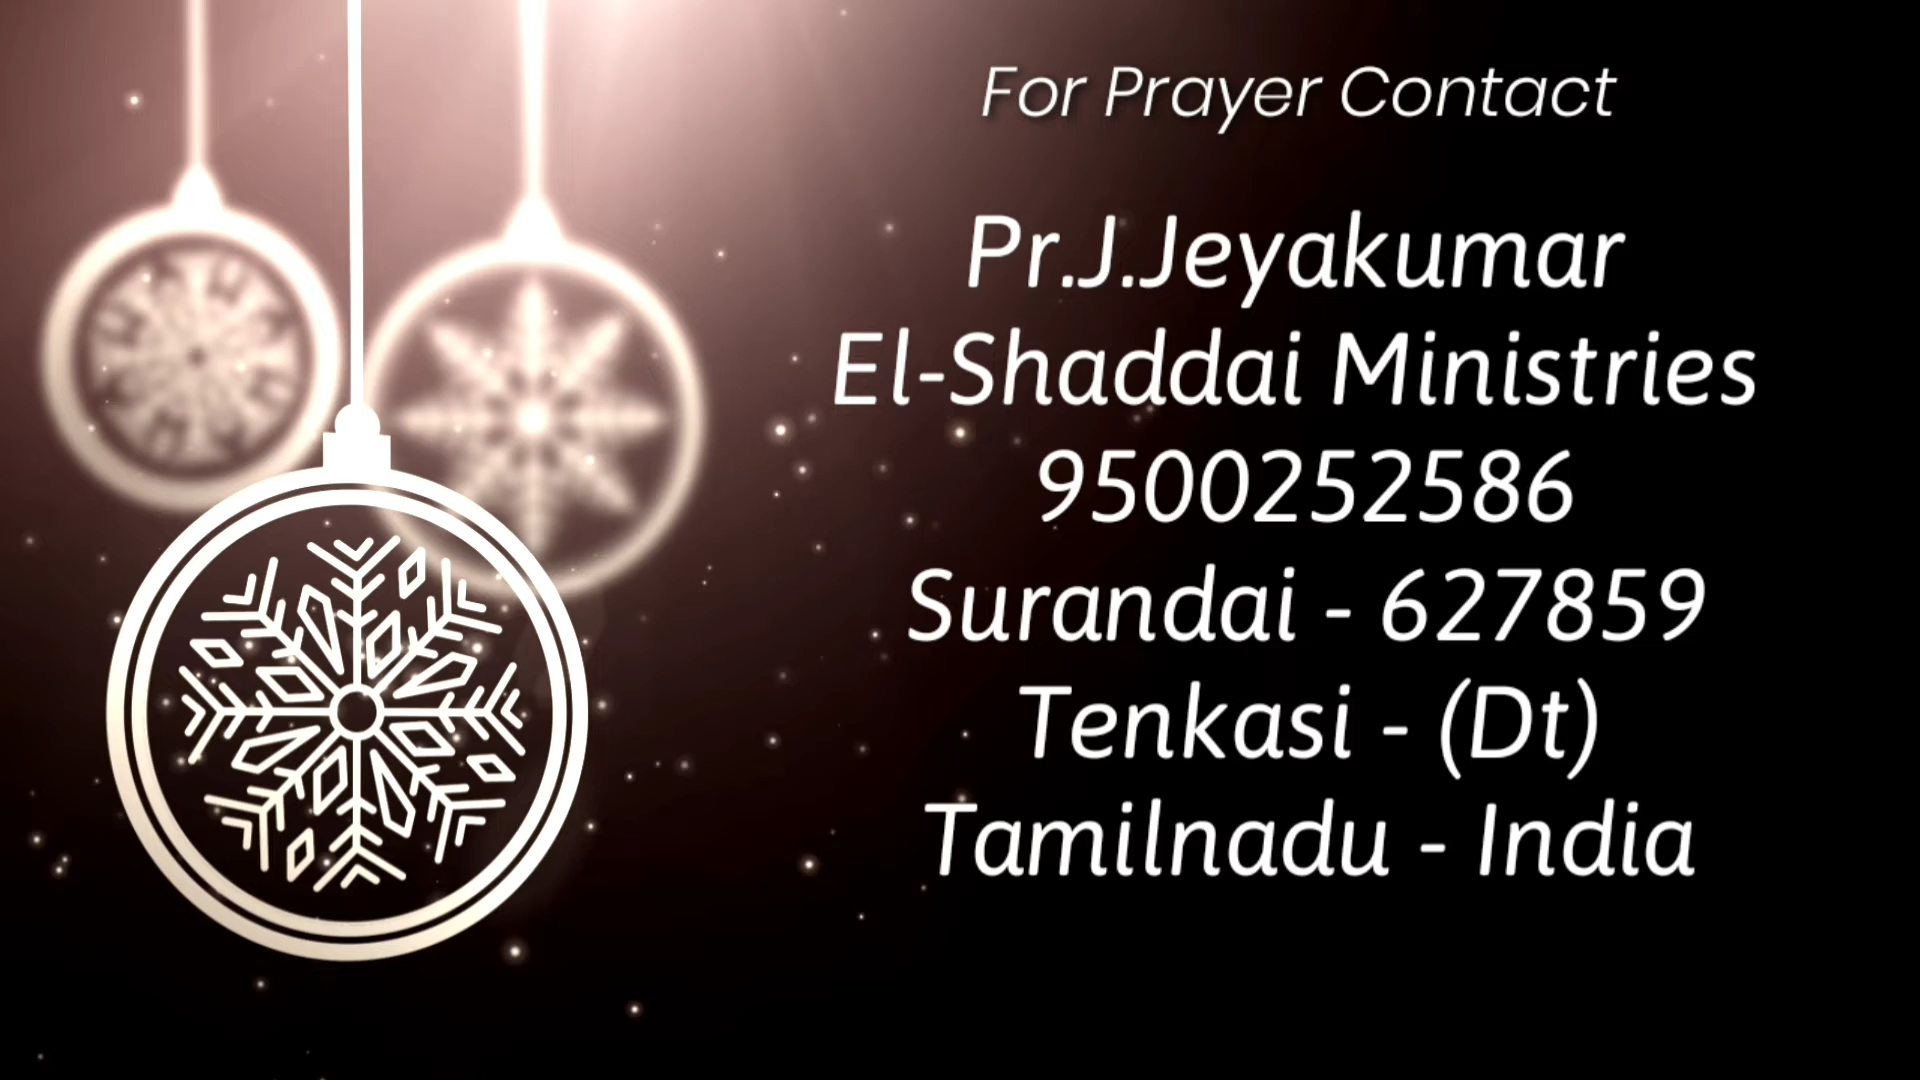 For Prayer Contact
Pr.J.Jeyakumar
El-Shaddai Ministries
9500252586
Surandai - 627859
Tenkasi - (Dt)
Tamilnadu - India